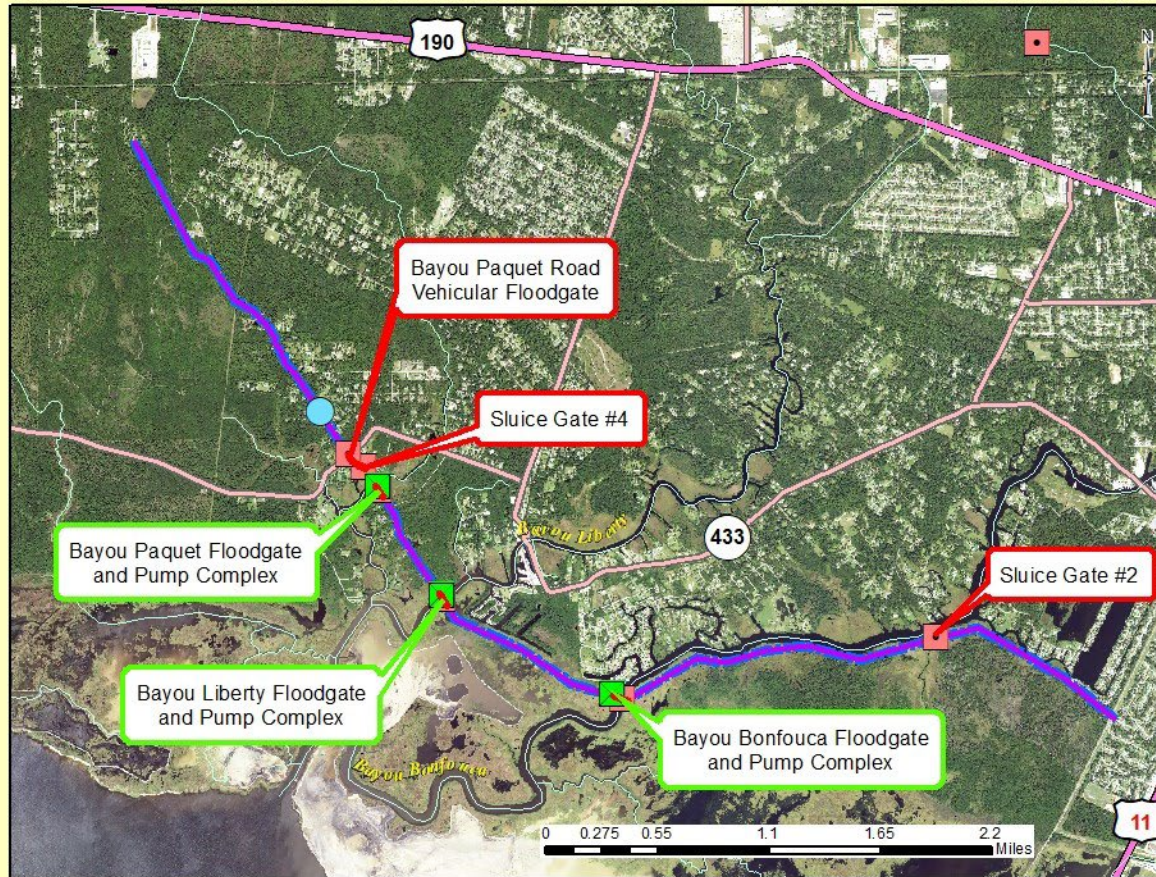 190
N
Bayou Paquet Road
Vehicular Floodgate
Sluice Gate #4
Bayou Liberty
433
Bayou Paquet Floodgate
and Pump Complex
Sluice Gate #2
Bayou Liberty Floodgate
and Pump Complex
Bayou Bonfouca Floodgate
and Pump Complex
Bayou Bonfouca
11
0 0.275 0.55 1.1 1.65 2.2
Miles